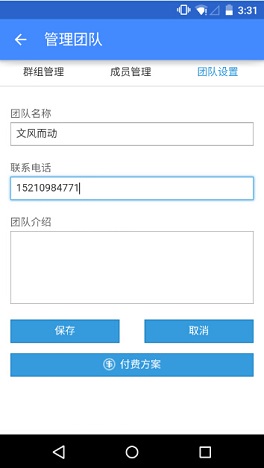 3:31
管理团队
群组管理 成员管理 团队设置
团队名称
文风而动
联系电话
15210984771
团队介绍
保存 取消
付费方案